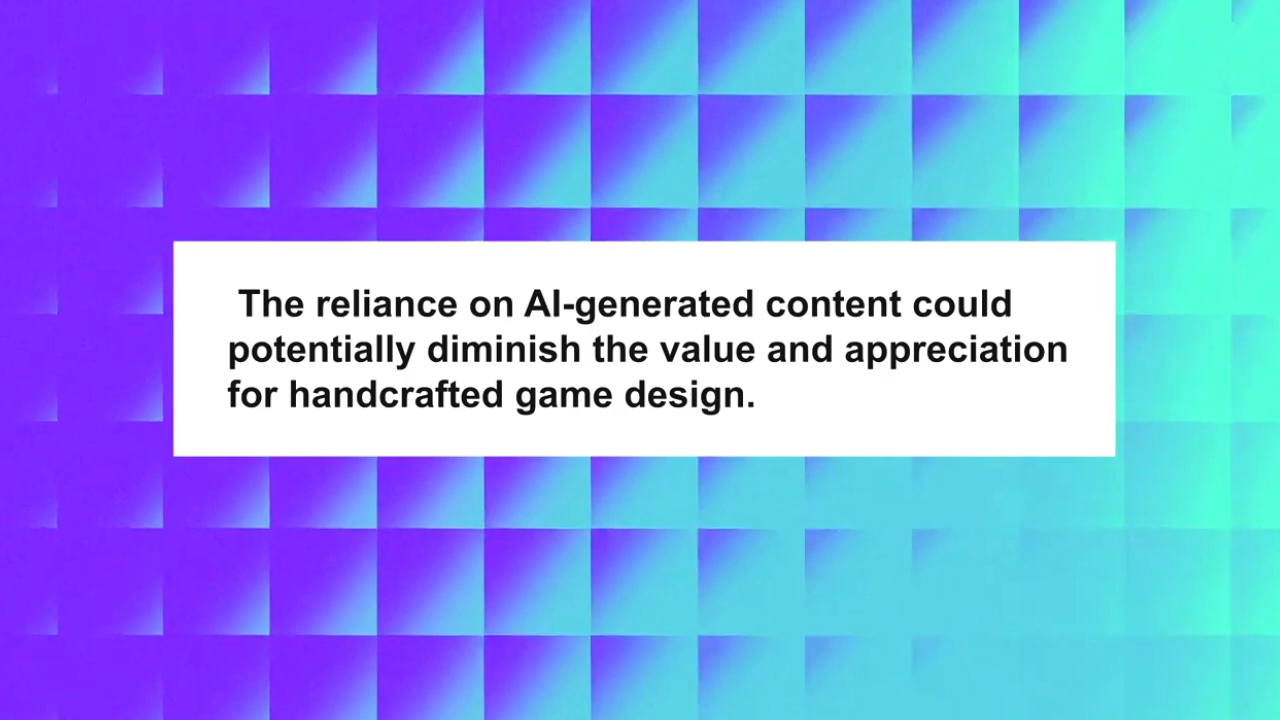 The reliance on AI-generated content could
potentially diminish the value and appreciation
for handcrafted game design.